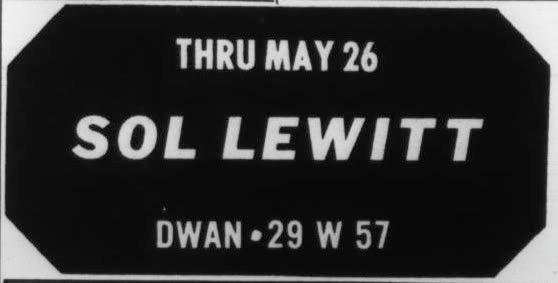 THRU MAY 26
SOL LEWITT
DWAN • 29 W 57